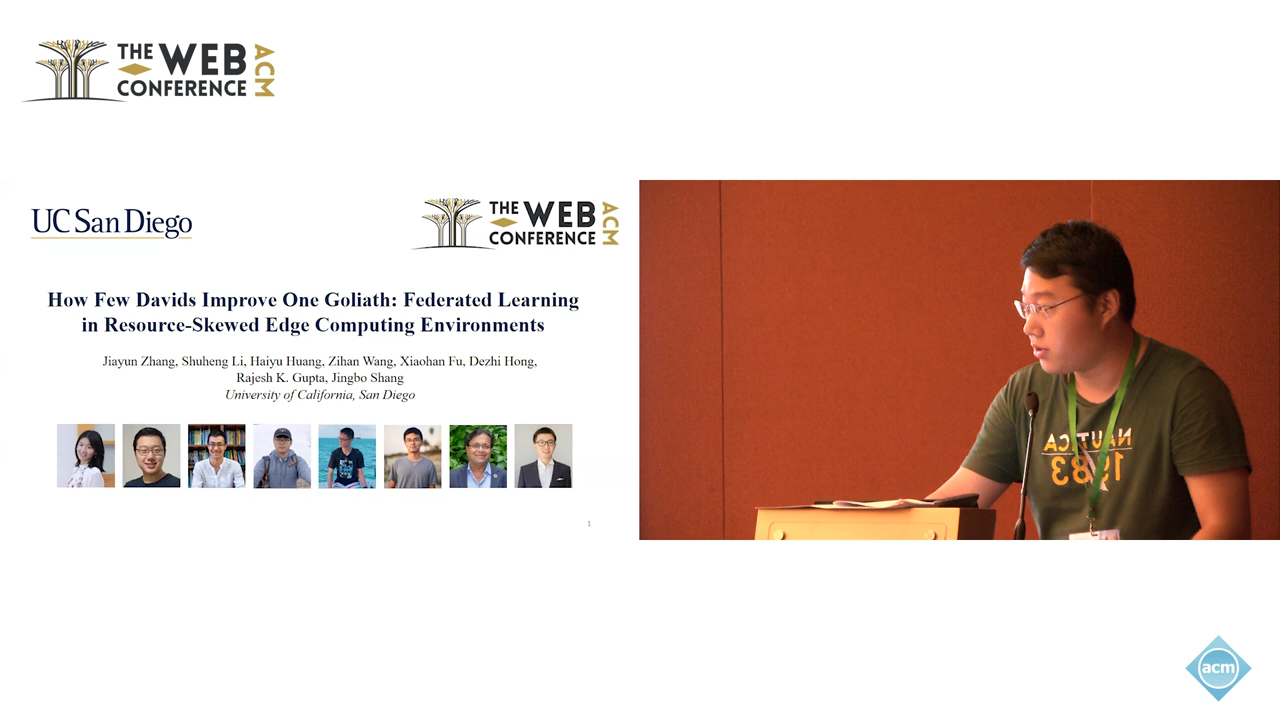 THE WEB
CONFERENCE
ACM
UC San Diego
THE WEB
CONFERENCE
ACM
How Few Davids Improve One Goliath: Federated Learning
in Resource-Skewed Edge Computing Environments
Jiayun Zhang, Shuheng Li, Haiyu Huang, Zihan Wang, Xiaohan Fu, Dezhi Hong,
Rajesh K. Gupta, Jingbo Shang
University of California, San Diego
1
NAUTICA
1983
acm